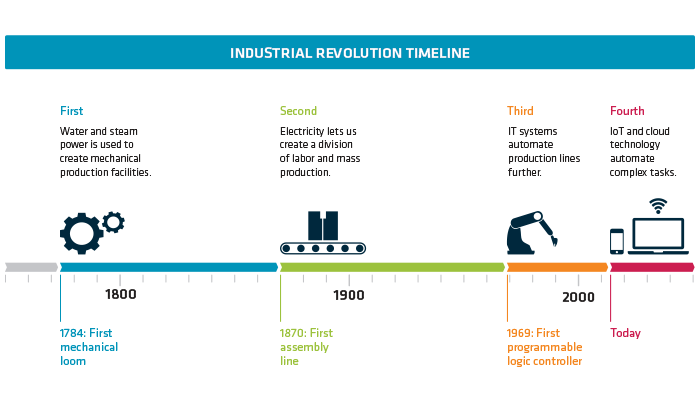 INDUSTRIAL REVOLUTION TIMELINE
First
Water and steam
power is used to
create mechanical
production facilities.
Second
Electricity lets us
create a division
of labor and mass
production.
Third
IT systems
automate
production lines
further.
Fourth
IoT and cloud
technology
automate
complex tasks.
1800
1900
2000
1784: First
mechanical
loom
1870: First
assembly
line
1969: First
programmable
logic controller
Today